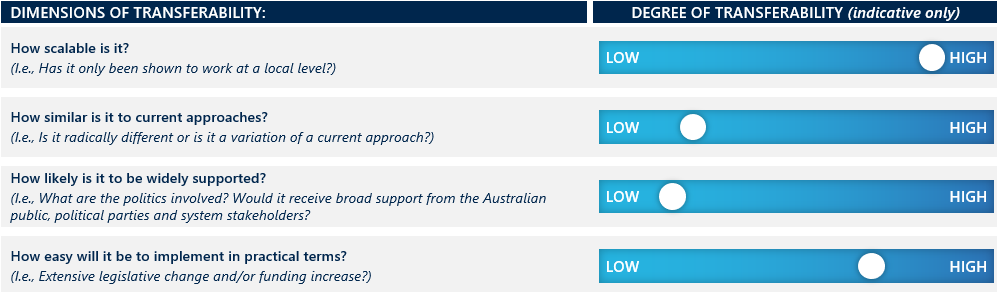 DIMENSIONS OF TRANSFERABILITY:
DEGREE OF TRANSFERABILITY (indicative only)
How scalable is it?
(I.e., Has it only been shown to work at a local level?)
LOW
HIGH
How similar is it to current approaches?
(I.e., Is it radically different or is it a variation of a current approach?)
LOW
HIGH
How likely is it to be widely supported?
(I.e., What are the politics involved? Would it receive broad support from the Australian
public, political parties and system stakeholders?
LOW
HIGH
How easy will it be to implement in practical terms?
(I.e., Extensive legislative change and/or funding increase?)
LOW
HIGH